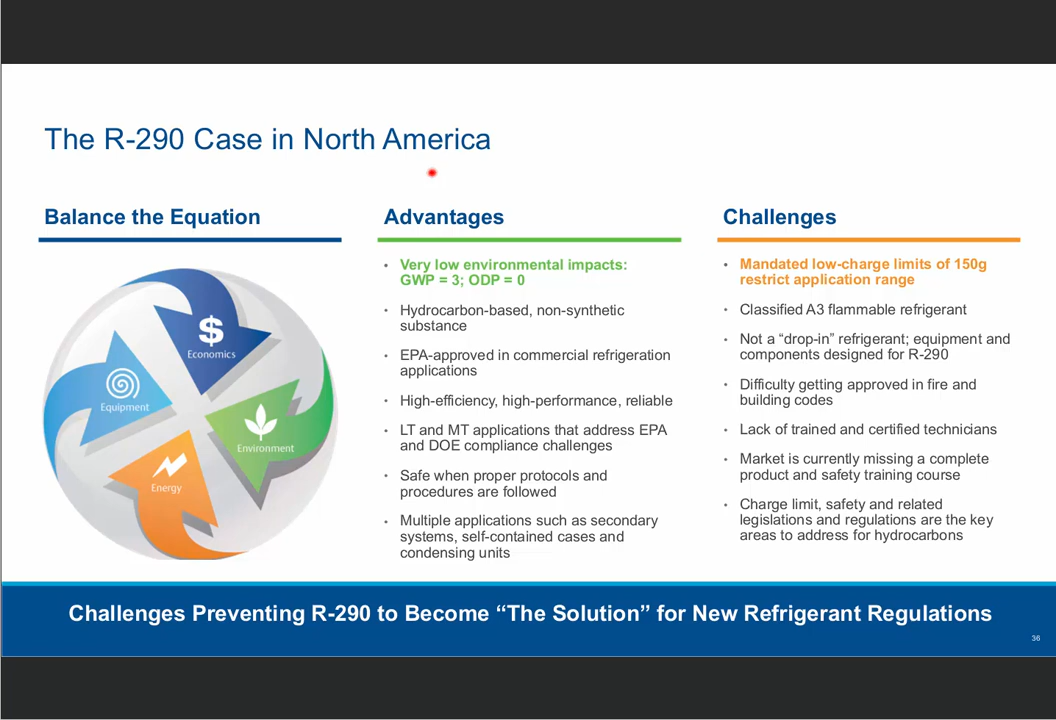 The R-290 Case in North America
Balance the Equation
$
Economics
Equipment
Environment
Energy
Advantages
• Very low environmental impacts:
GWP = 3; ODP = 0
• Hydrocarbon-based, non-synthetic
substance
• EPA-approved in commercial refrigeration
applications
• High-efficiency, high-performance, reliable
• LT and MT applications that address EPA
and DOE compliance challenges
• Safe when proper protocols and
procedures are followed
• Multiple applications such as secondary
systems, self-contained cases and
condensing units
Challenges
• Mandated low-charge limits of 150g
restrict application range
• Classified A3 flammable refrigerant
• Not a “drop-in” refrigerant; equipment and
components designed for R-290
• Difficulty getting approved in fire and
building codes
• Lack of trained and certified technicians
• Market is currently missing a complete
product and safety training course
• Charge limit, safety and related
legislations and regulations are the key
areas to address for hydrocarbons
Challenges Preventing R-290 to Become “The Solution” for New Refrigerant Regulations
36